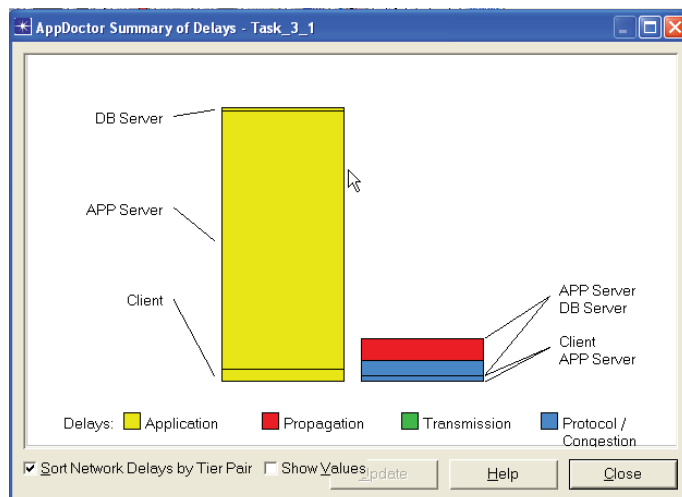 AppDoctor Summary of Delays - Task_3_1
DB Server
APP Server
Client
APP Server
DB Server
Client
APP Server
Delays: Application Propagation Transmission Protocol /
Congestion
Sort Network Delays by Tier Pair Show Values Update Help Close